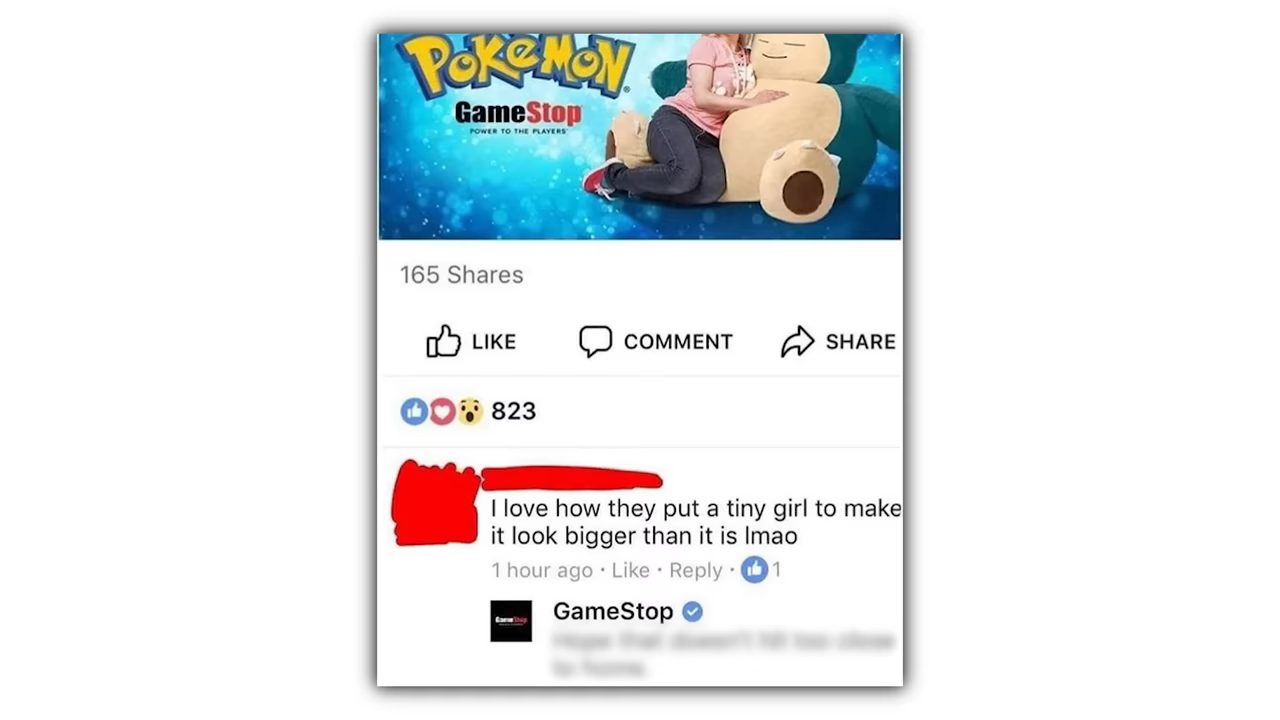 POKéMON
GameStop
POWER TO THE PLAYERS
165 Shares
LIKE
COMMENT
SHARE
823
I love how they put a tiny girl to make
it look bigger than it is lmao
1 hour ago · Like · Reply · 1
GameStop
GameStop